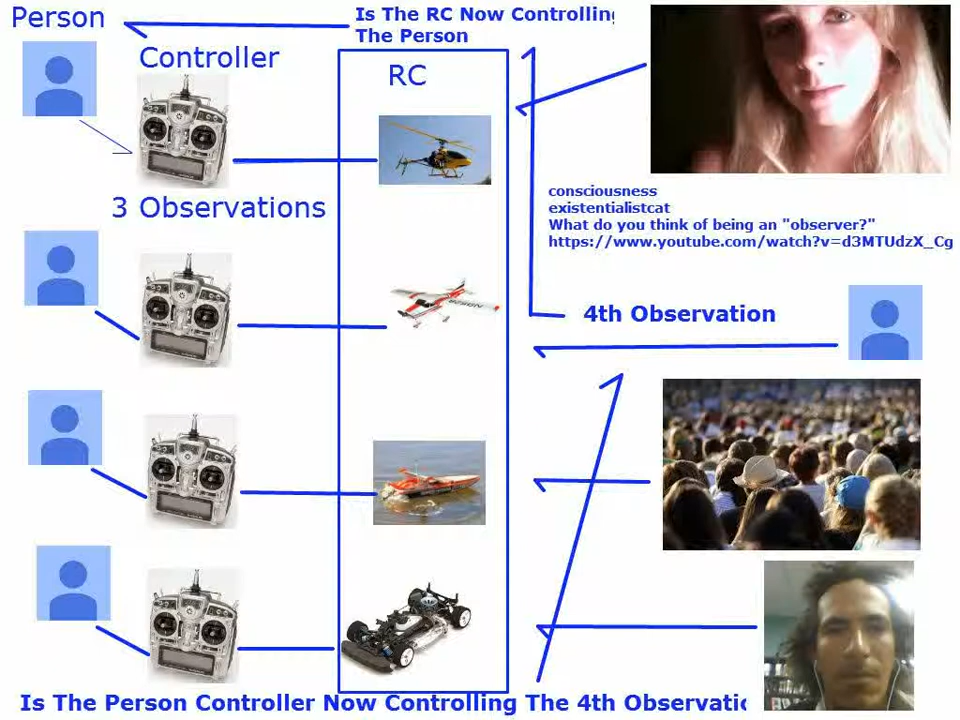 Person
Is The RC Now Controlling
The Person
Controller
RC
3 Observations
consciousness
existentialistcat
What do you think of being an "observer?"
https://www.youtube.com/watch?v=d3MTUdzX_Cg
4th Observation
Is The Person Controller Now Controlling The 4th Observatio